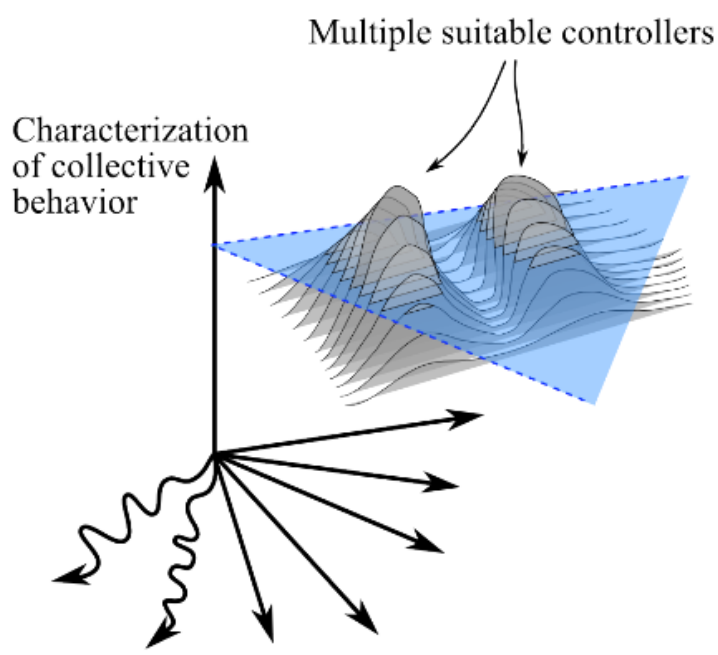 Multiple suitable controllers
Characterization
of collective
behavior